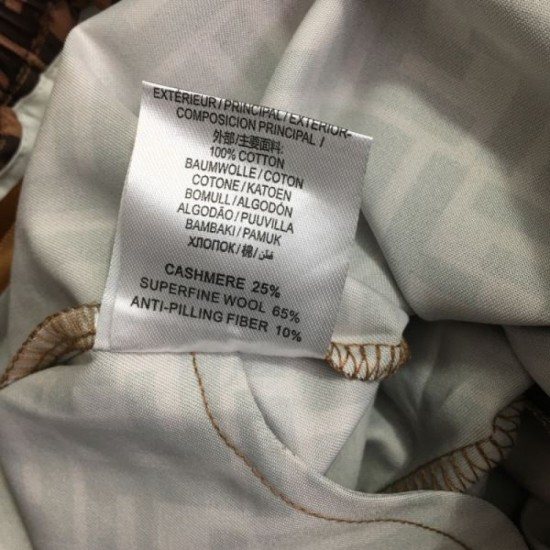 EXTÉRIEUR/PRINCIPAL/EXTERIOR-
COMPOSICION PRINCIPAL /
外部/主要面料:
100% COTTON
BAUMWOLLE / COTON
COTONE / KATOEN
BOMULL / ALGODÓN
ALGODÃO / PUUVILLA
BAMBAKI / PAMUK
ХЛОПОК / 棉 / قطن
CASHMERE 25%
SUPERFINE WOOL 65%
ANTI-PILLING FIBER 10%